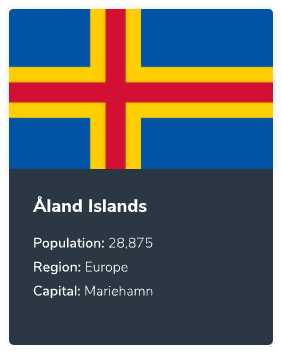 Åland Islands
Population: 28,875
Region: Europe
Capital: Mariehamn